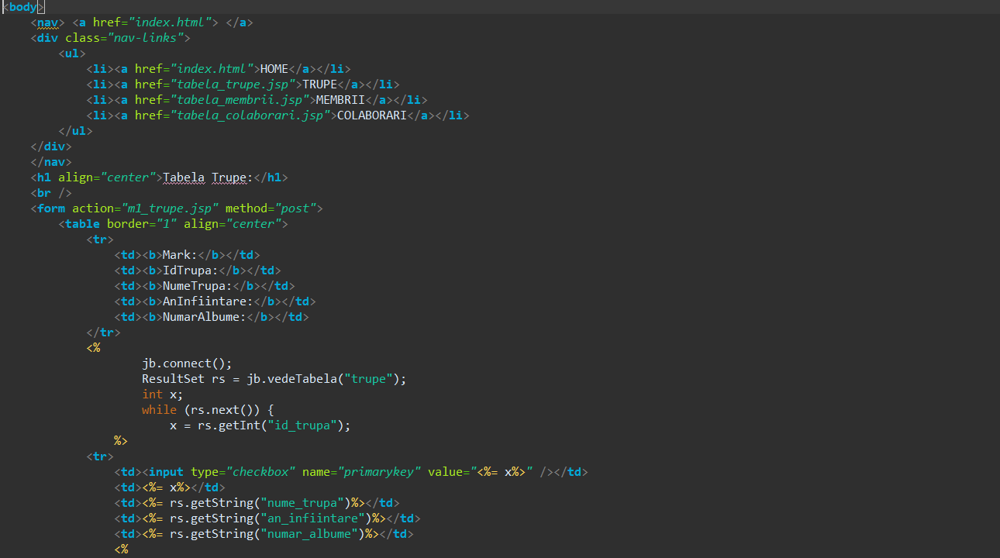 <body>
<nav> <a href="index.html"> </a>
<div class="nav-links">
<ul>
<li><a href="index.html">HOME</a></li>
<li><a href="tabela_trupe.jsp">TRUPE</a></li>
<li><a href="tabela_membrii.jsp">MEMBRII</a></li>
<li><a href="tabela_colaborari.jsp">COLABORARI</a></li>
</ul>
</div>
</nav>
<h1 align="center">Tabela Trupe:</h1>
<br />
<form action="m1_trupe.jsp" method="post">
<table border="1" align="center">
<tr>
<td><b>Mark:</b></td>
<td><b>IdTrupa:</b></td>
<td><b>NumeTrupa:</b></td>
<td><b>AnInfiintare:</b></td>
<td><b>NumarAlbume:</b></td>
</tr>
<%
jb.connect();
ResultSet rs = jb.vedeTabela("trupe");
int x;
while (rs.next()) {
x = rs.getInt("id_trupa");
%>
<tr>
<td><input type="checkbox" name="primarykey" value="<%= x%>" /></td>
<td><%= x%></td>
<td><%= rs.getString("nume_trupa")%></td>
<td><%= rs.getString("an_infiintare")%></td>
<td><%= rs.getString("numar_albume")%></td>
<%